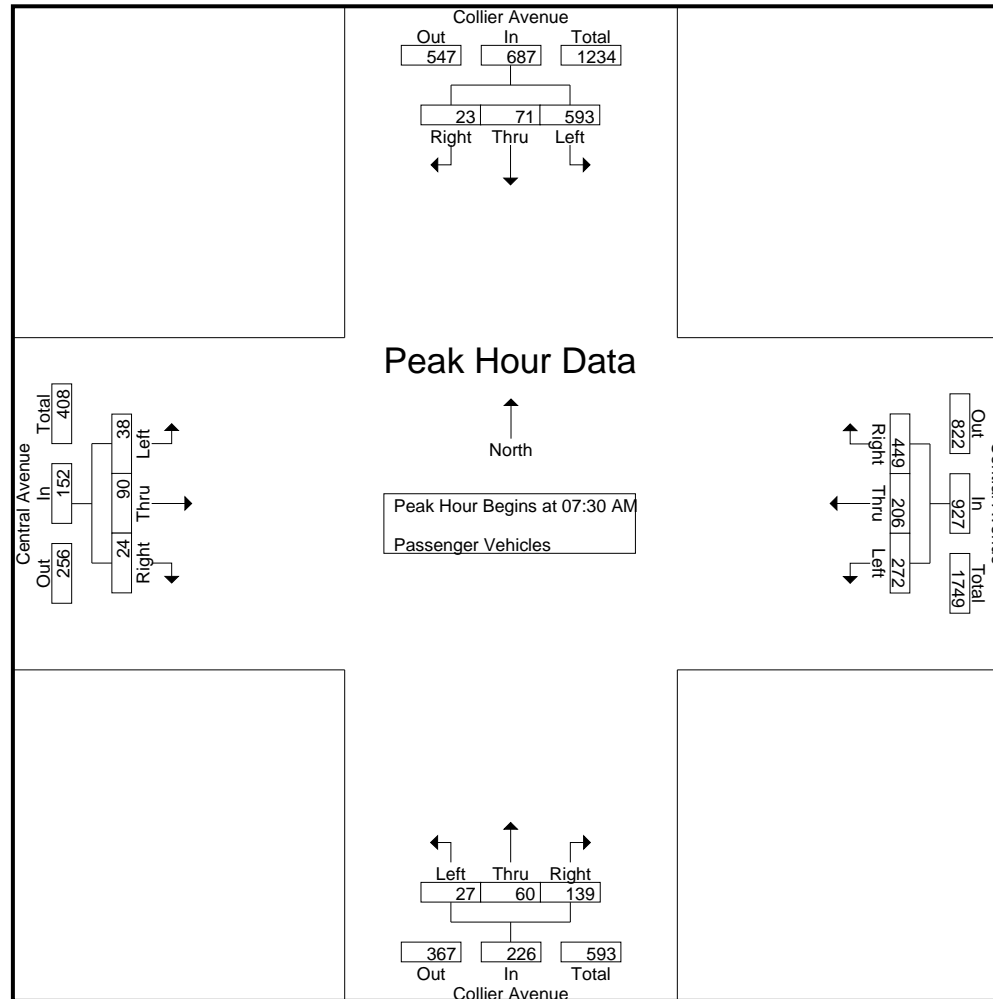 Collier Avenue
Out In Total
547 687 1234
23 71 593
Right Thru Left
Peak Hour Data
North
Peak Hour Begins at 07:30 AM
Passenger Vehicles
Central Avenue
Out In Total
256 152 408
Right Thru Left
24 90 38
Out In Total
822 927 1749
Right Thru Left
449 206 272
Left Thru Right
27 60 139
367 226 593
Out In Total
Collier Avenue